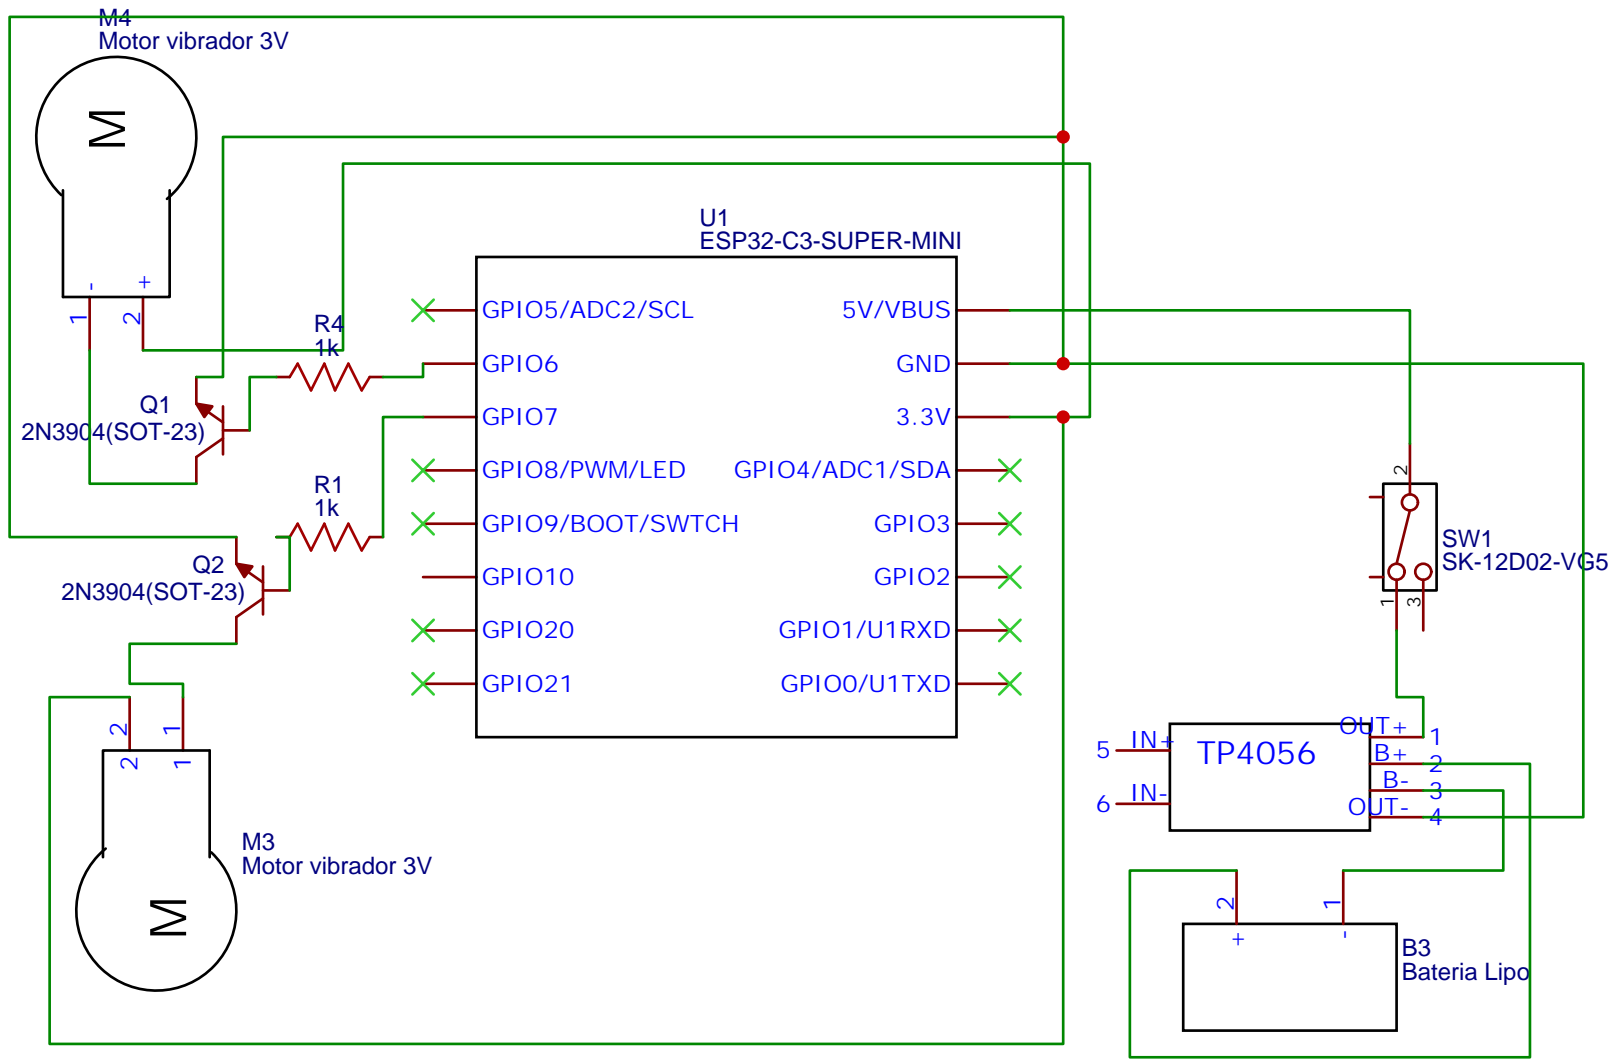 M4
Motor vibrador 3V
M
-
+
1
2
R4
1k
Q1
2N3904(SOT-23)
R1
1k
Q2
2N3904(SOT-23)
2
1
2
1
M3
Motor vibrador 3V
M
U1
ESP32-C3-SUPER-MINI
GPIO5/ADC2/SCL
GPIO6
GPIO7
GPIO8/PWM/LED
GPIO9/BOOT/SWTCH
GPIO10
GPIO20
GPIO21
5V/VBUS
GND
3.3V
GPIO4/ADC1/SDA
GPIO3
GPIO2
GPIO1/U1RXD
GPIO0/U1TXD
2
SW1
SK-12D02-VG5
1
3
5 IN+
6 IN-
TP4056
OUT+ 1
B+ 2
B- 3
OUT- 4
2
1
+
-
B3
Bateria Lipo